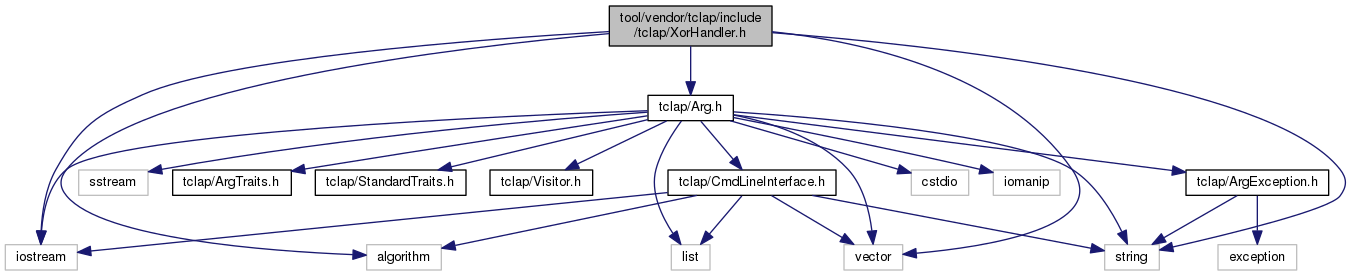 tool/vendor/tclap/include
/tclap/XorHandler.h
tclap/Arg.h
sstream
tclap/ArgTraits.h
tclap/StandardTraits.h
tclap/Visitor.h
tclap/CmdLineInterface.h
cstdio
iomanip
tclap/ArgException.h
iostream
algorithm
list
vector
string
exception